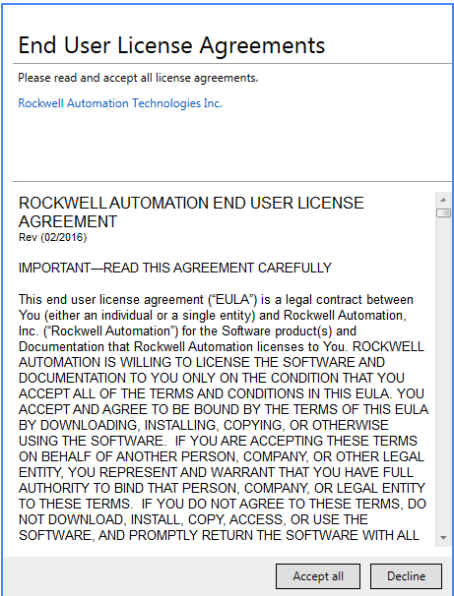 End User License Agreements
Please read and accept all license agreements.
Rockwell Automation Technologies Inc.
ROCKWELL AUTOMATION END USER LICENSE
AGREEMENT
Rev (02/2016)
IMPORTANT—READ THIS AGREEMENT CAREFULLY
This end user license agreement (“EULA”) is a legal contract between
You (either an individual or a single entity) and Rockwell Automation,
Inc. (“Rockwell Automation”) for the Software product(s) and
Documentation that Rockwell Automation licenses to You. ROCKWELL
AUTOMATION IS WILLING TO LICENSE THE SOFTWARE AND
DOCUMENTATION TO YOU ONLY ON THE CONDITION THAT YOU
ACCEPT ALL OF THE TERMS AND CONDITIONS IN THIS EULA. YOU
ACCEPT AND AGREE TO BE BOUND BY THE TERMS OF THIS EULA
BY DOWNLOADING, INSTALLING, COPYING, OR OTHERWISE
USING THE SOFTWARE.  IF YOU ARE ACCEPTING THESE TERMS
ON BEHALF OF ANOTHER PERSON, COMPANY, OR OTHER LEGAL
ENTITY, YOU REPRESENT AND WARRANT THAT YOU HAVE FULL
AUTHORITY TO BIND THAT PERSON, COMPANY, OR LEGAL ENTITY
TO THESE TERMS.  IF YOU DO NOT AGREE TO THESE TERMS, DO
NOT DOWNLOAD, INSTALL, COPY, ACCESS, OR USE THE
SOFTWARE, AND PROMPTLY RETURN THE SOFTWARE WITH ALL
Accept all Decline